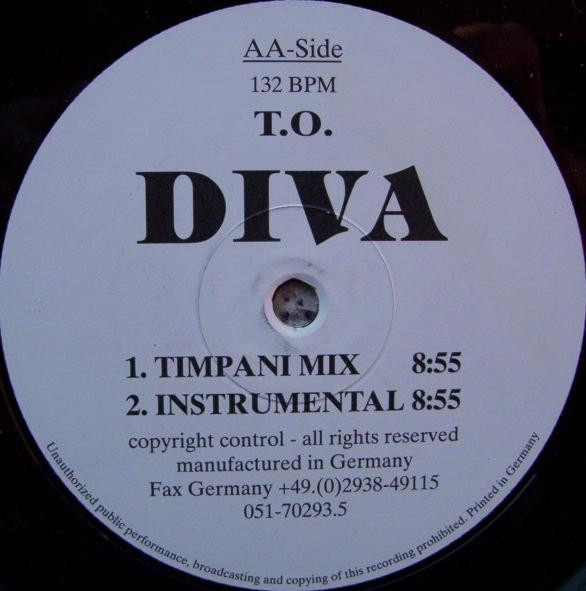 AA-Side
132 BPM
T.O.
DIVA
1. TIMPANI MIX 8:55
2. INSTRUMENTAL 8:55
copyright control - all rights reserved
manufactured in Germany
Fax Germany +49.(0)2938-49115
051-70293.5
Unauthorized public performance, broadcasting and copying of this recording prohibited. Printed in Germany